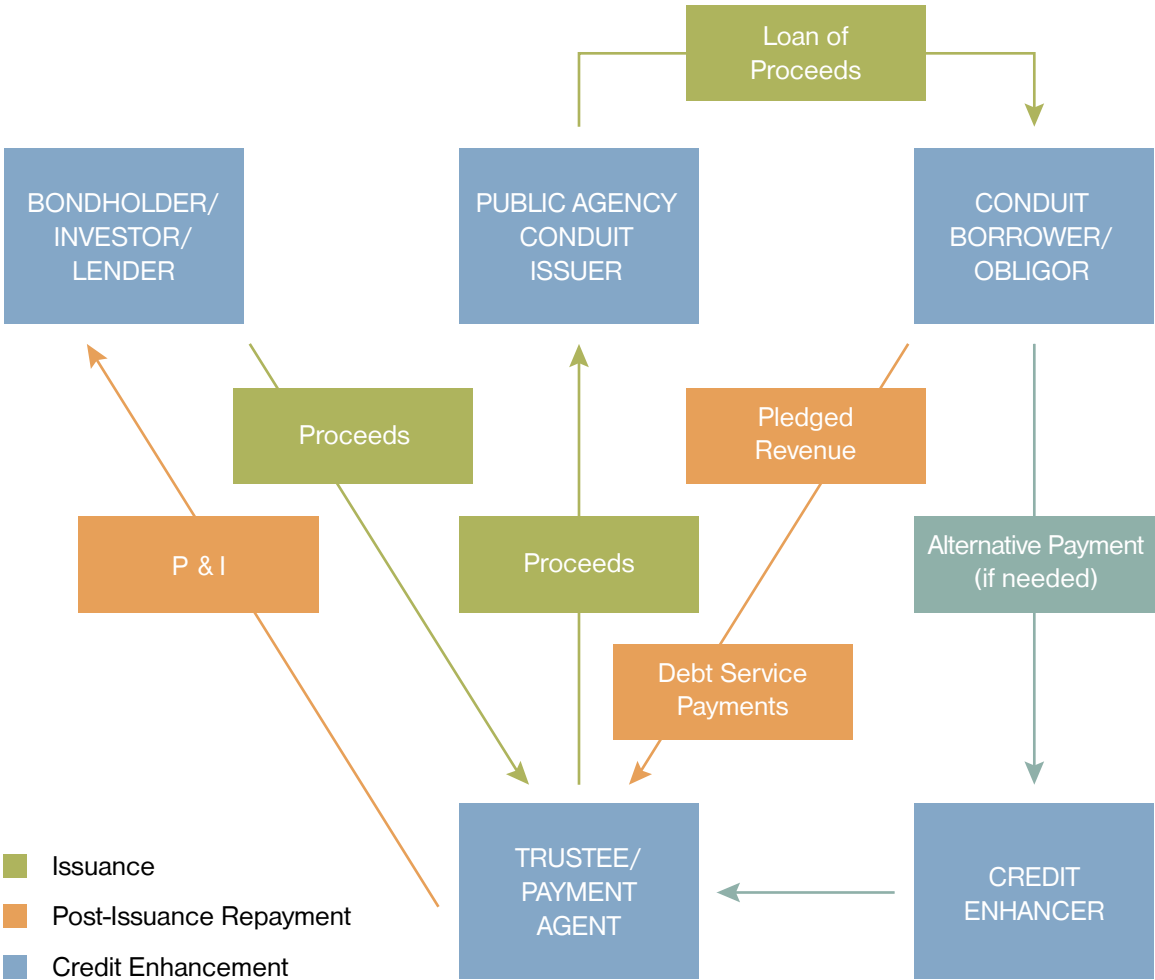 Loan of
Proceeds
BONDHOLDER/
INVESTOR/
LENDER
PUBLIC AGENCY
CONDUIT
ISSUER
CONDUIT
BORROWER/
OBLIGOR
Proceeds
Pledged
Revenue
P & I
Proceeds
Alternative Payment
(if needed)
Debt Service
Payments
TRUSTEE/
PAYMENT
AGENT
CREDIT
ENHANCER
Issuance
Post-Issuance Repayment
Credit Enhancement